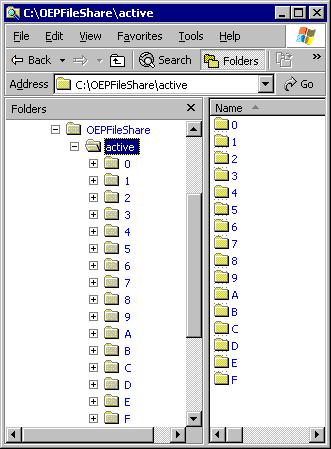 C:\OEPFileShare\active
File Edit View Favorites Tools Help
Back Search Folders »
Address C:\OEPFileShare\active Go
Folders
OEPFileShare
active
0
1
2
3
4
5
6
7
8
9
A
B
C
D
E
F
Name
0
1
2
3
4
5
6
7
8
9
A
B
C
D
E
F